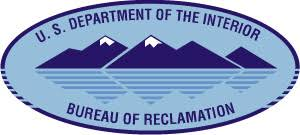 U. S. DEPARTMENT OF THE INTERIOR
BUREAU OF RECLAMATION